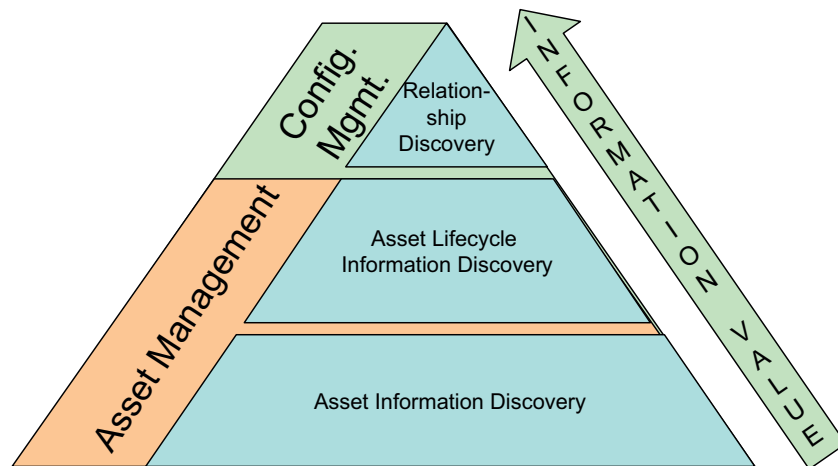 Config.
Mgmt.
Relation-
ship
Discovery
Asset Management
Asset Lifecycle
Information Discovery
Asset Information Discovery
INFORMATION VALUE